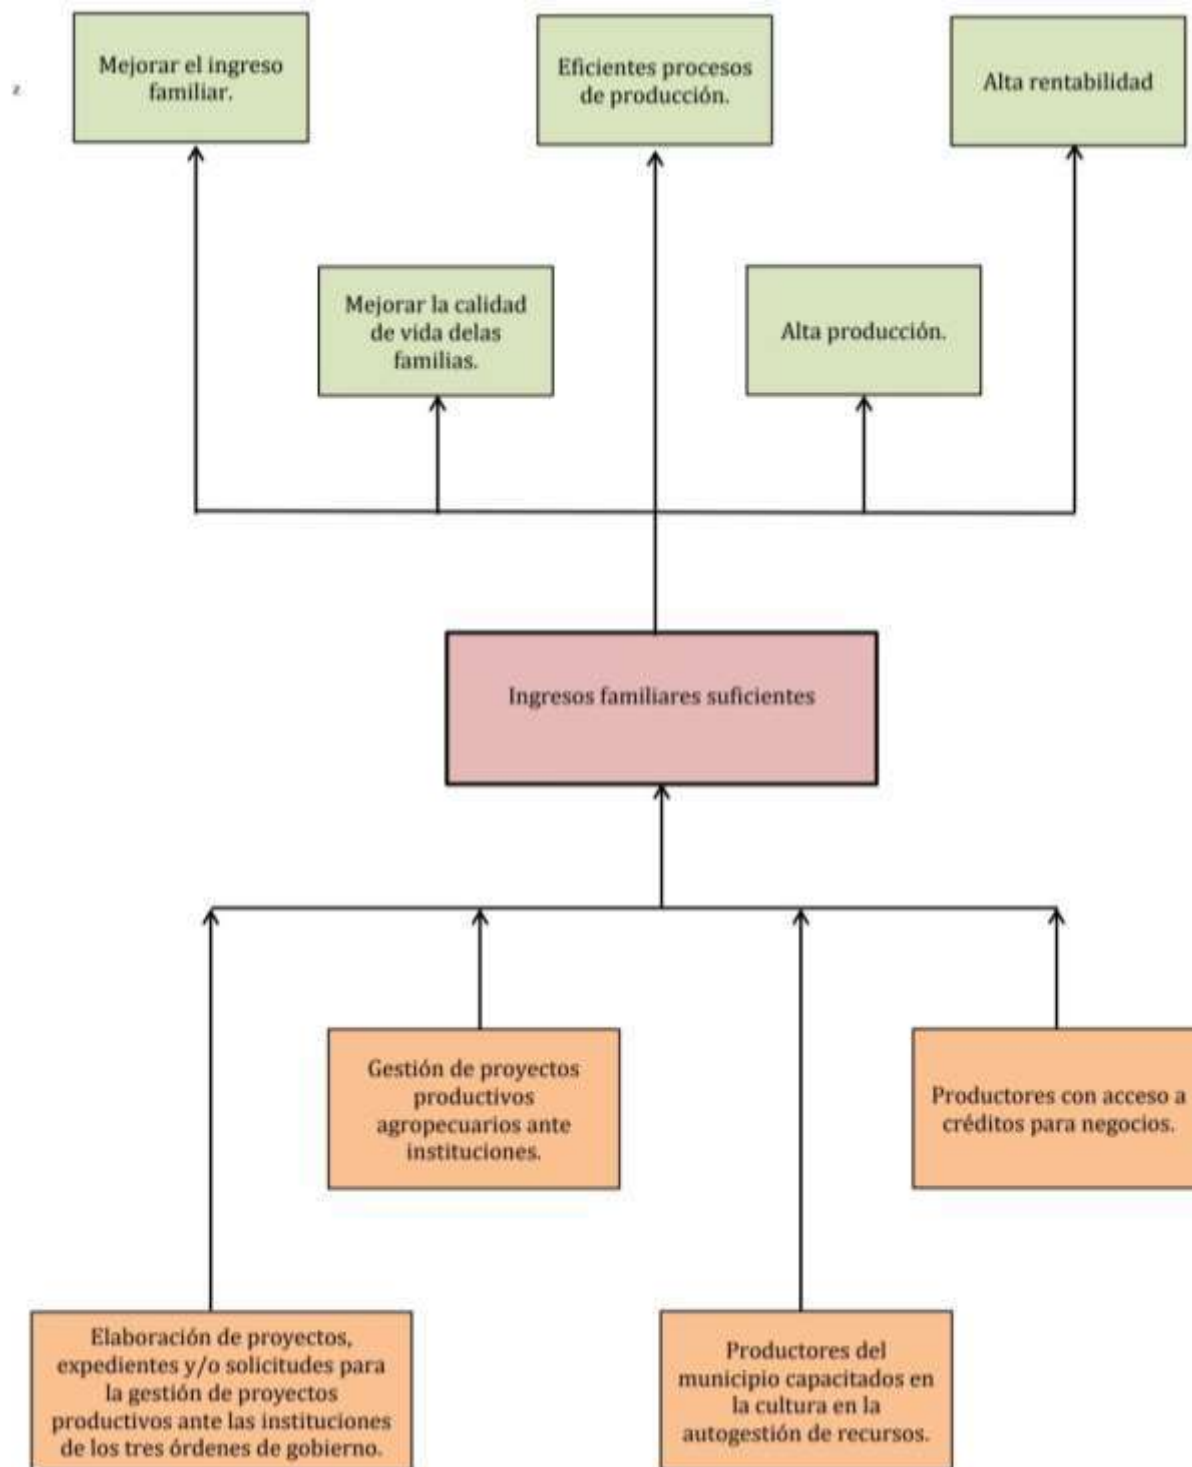 Mejorar el ingreso
familiar.
Eficientes procesos
de producción.
Alta rentabilidad
z
Mejorar la calidad
de vida delas
familias.
Alta producción.
Ingresos familiares suficientes
Gestión de proyectos
productivos
agropecuarios ante
instituciones.
Productores con acceso a
créditos para negocios.
Elaboración de proyectos,
expedientes y/o solicitudes para
la gestión de proyectos
productivos ante las instituciones
de los tres órdenes de gobierno.
Productores del
municipio capacitados en
la cultura en la
autogestión de recursos.